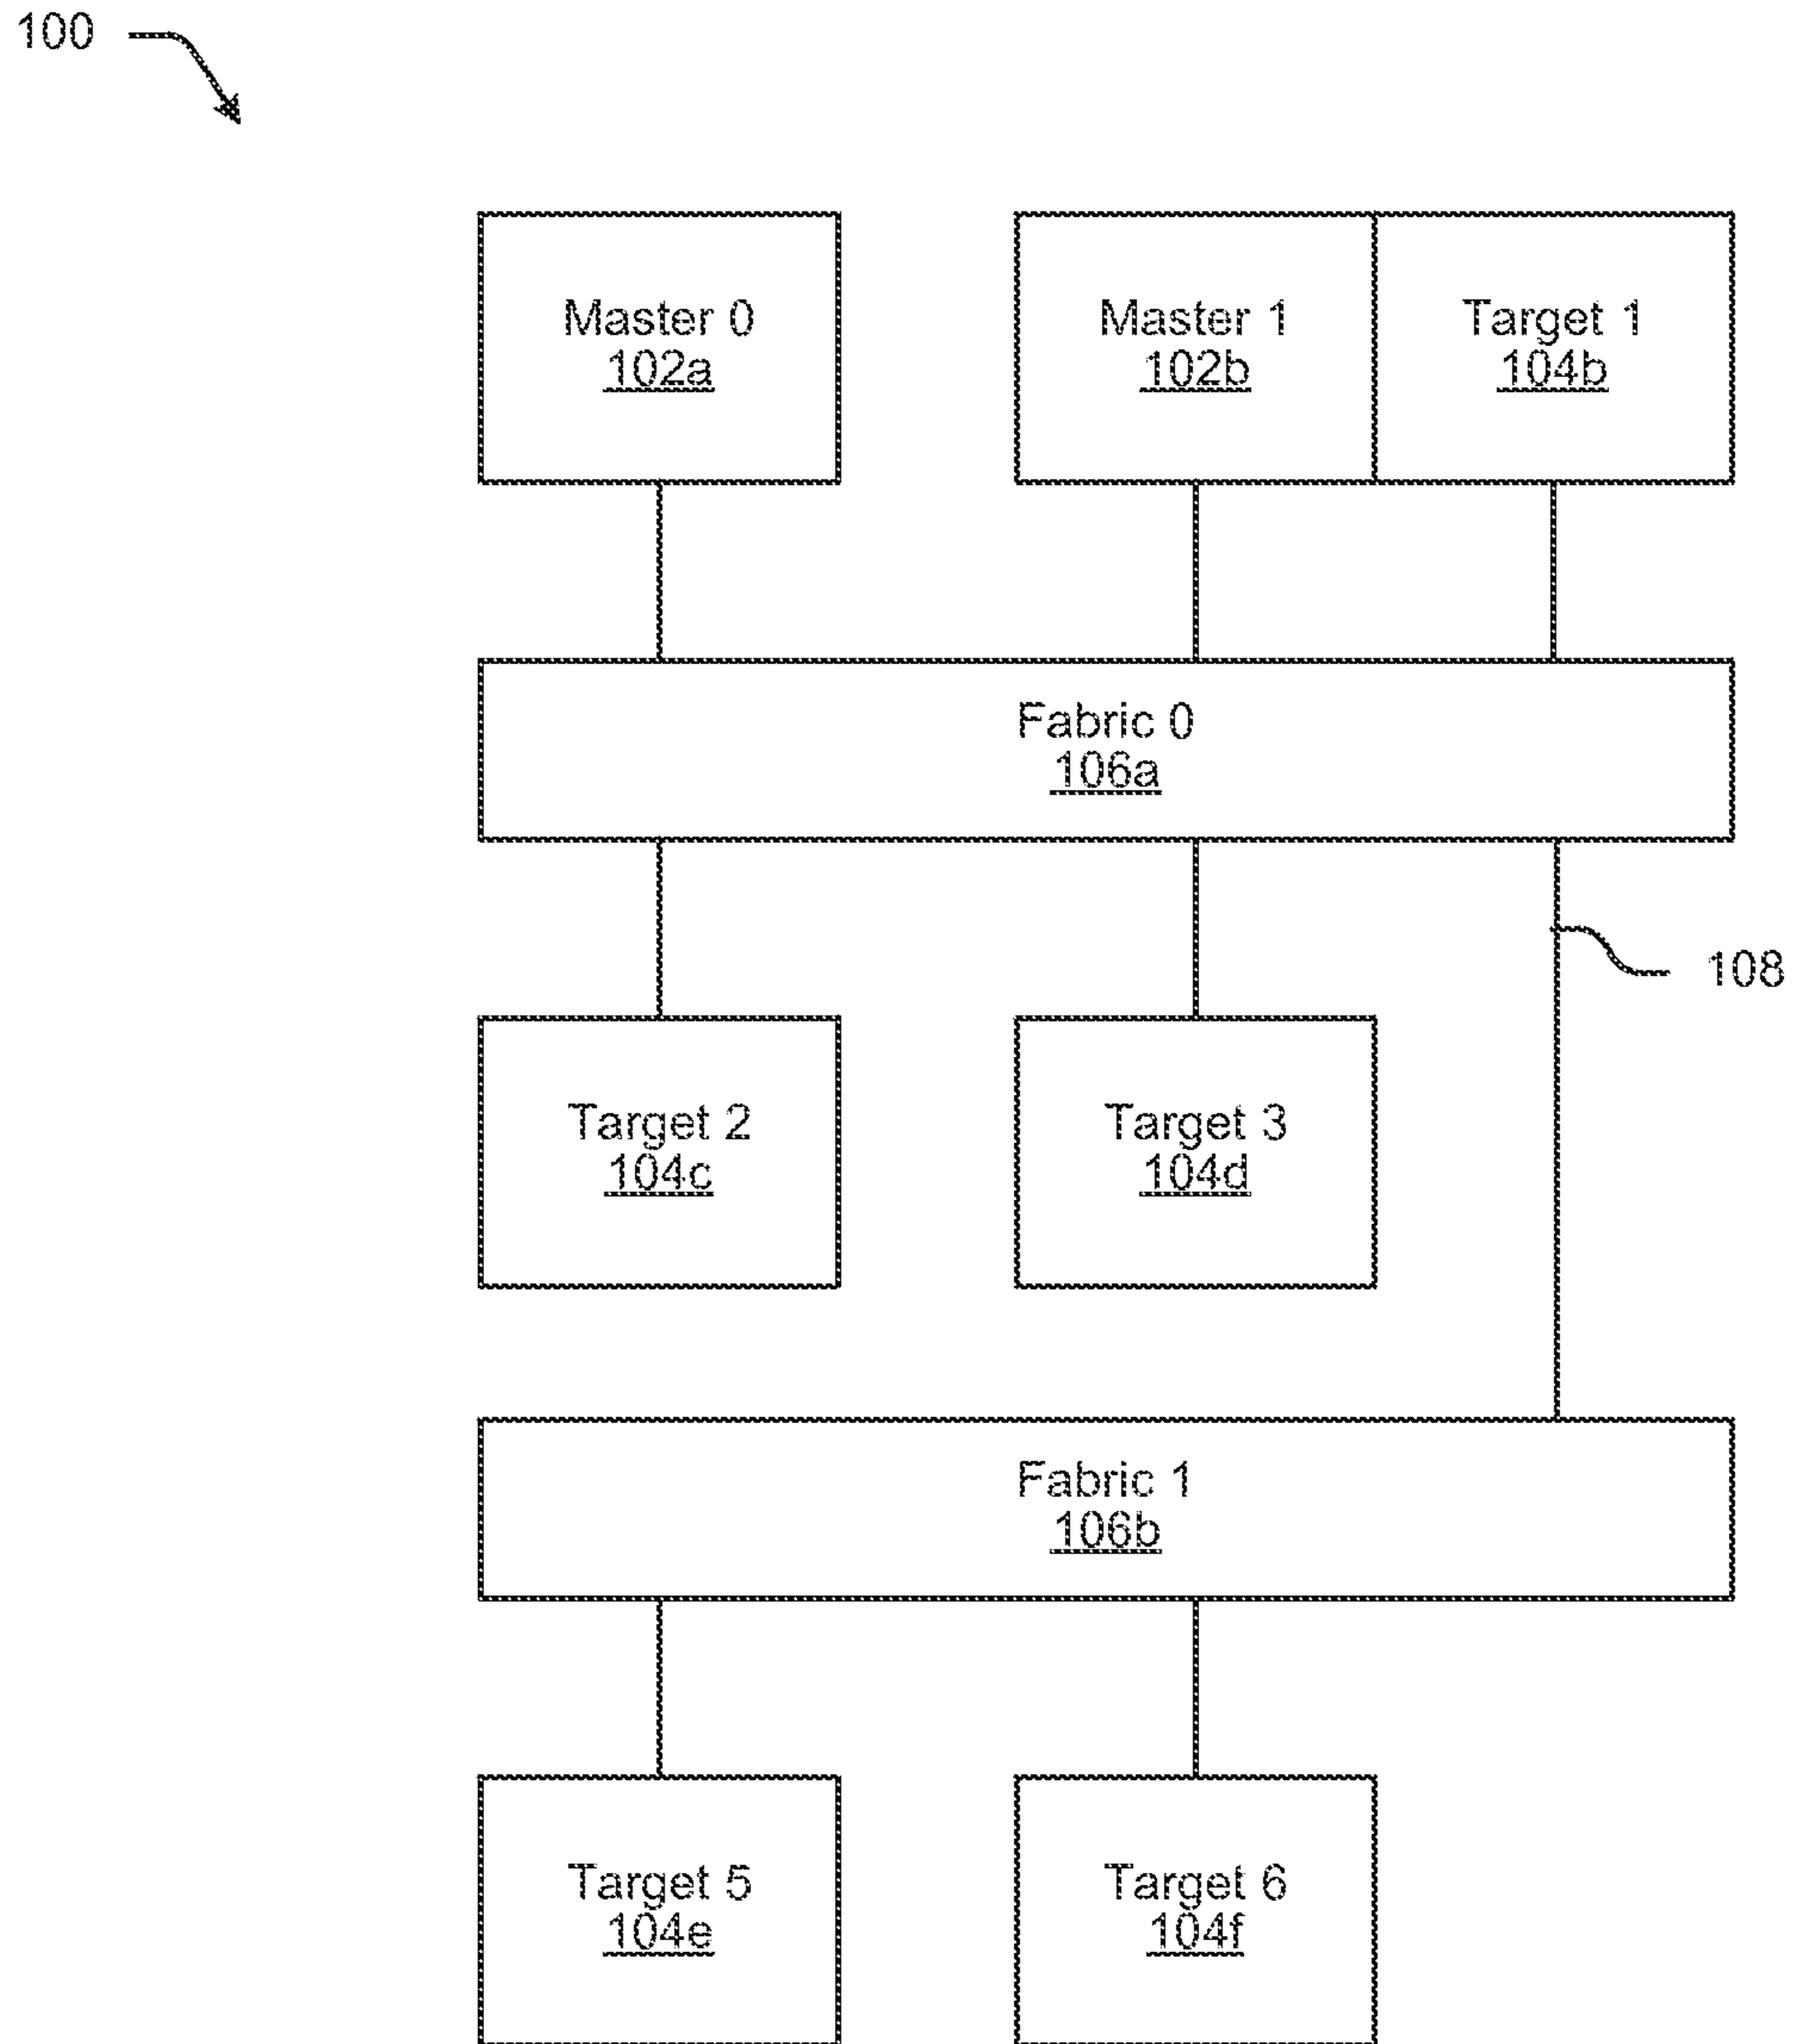 100
Master 0
102a
Master 1
102b
Target 1
104b
Fabric 0
106a
108
Target 2
104c
Target 3
104d
Fabric 1
106b
Target 5
104e
Target 6
104f